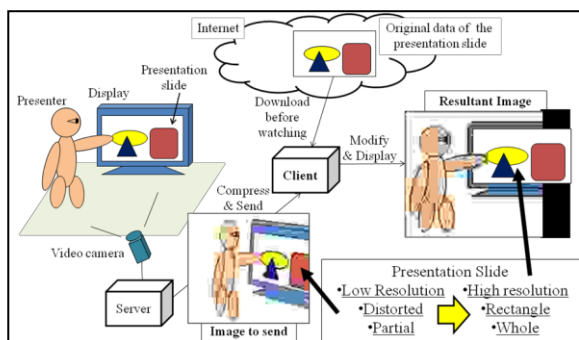 Internet
Original data of the
presentation slide
Presentation
slide
Display
Presenter
Download
before
watching
Resultant Image
Modify
& Display
Client
Compress
& Send
Video camera
Server
Image to send
Presentation Slide
•Low Resolution
•Distorted
•Partial
•High resolution
•Rectangle
•Whole